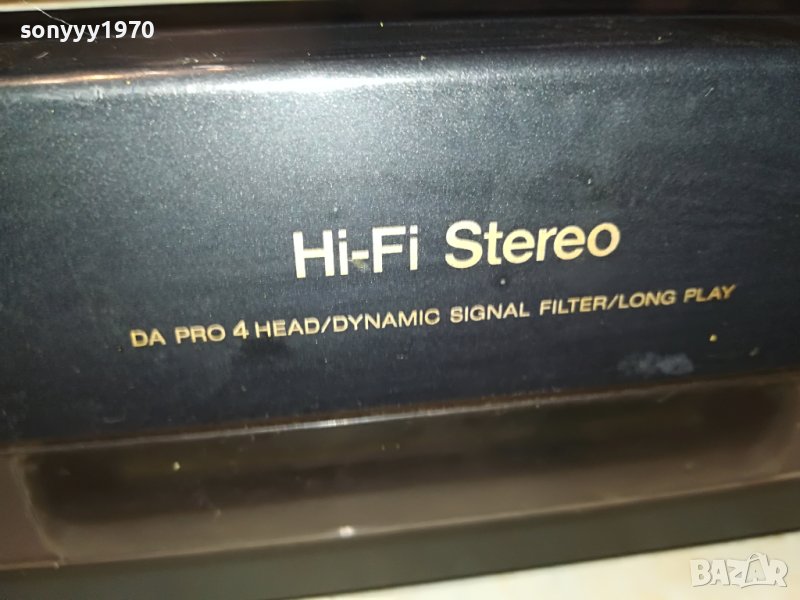 sonyyy1970
Hi-Fi Stereo
DA PRO 4 HEAD/DYNAMIC SIGNAL FILTER/LONG PLAY
BAZAR